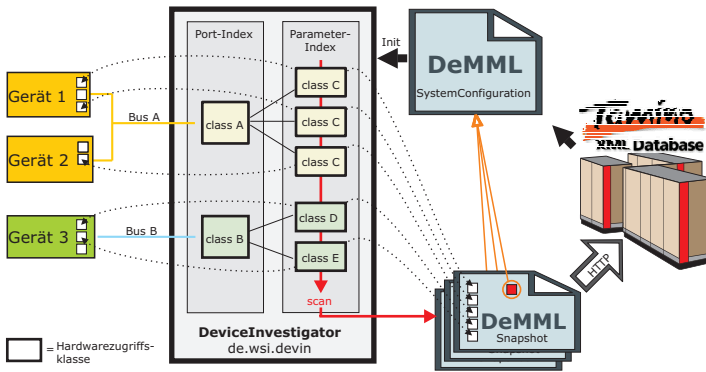 Port-Index
Parameter-
Index
Init
DeMML
SystemConfiguration
Tamino
XML Database
Gerät 1
Gerät 2
Gerät 3
Bus A
Bus B
class A
class B
class C
class C
class C
class D
class E
scan
HTTP
DeMML
Snapshot
DeviceInvestigator
de.wsi.devin
= Hardwarezugriffs-
klasse